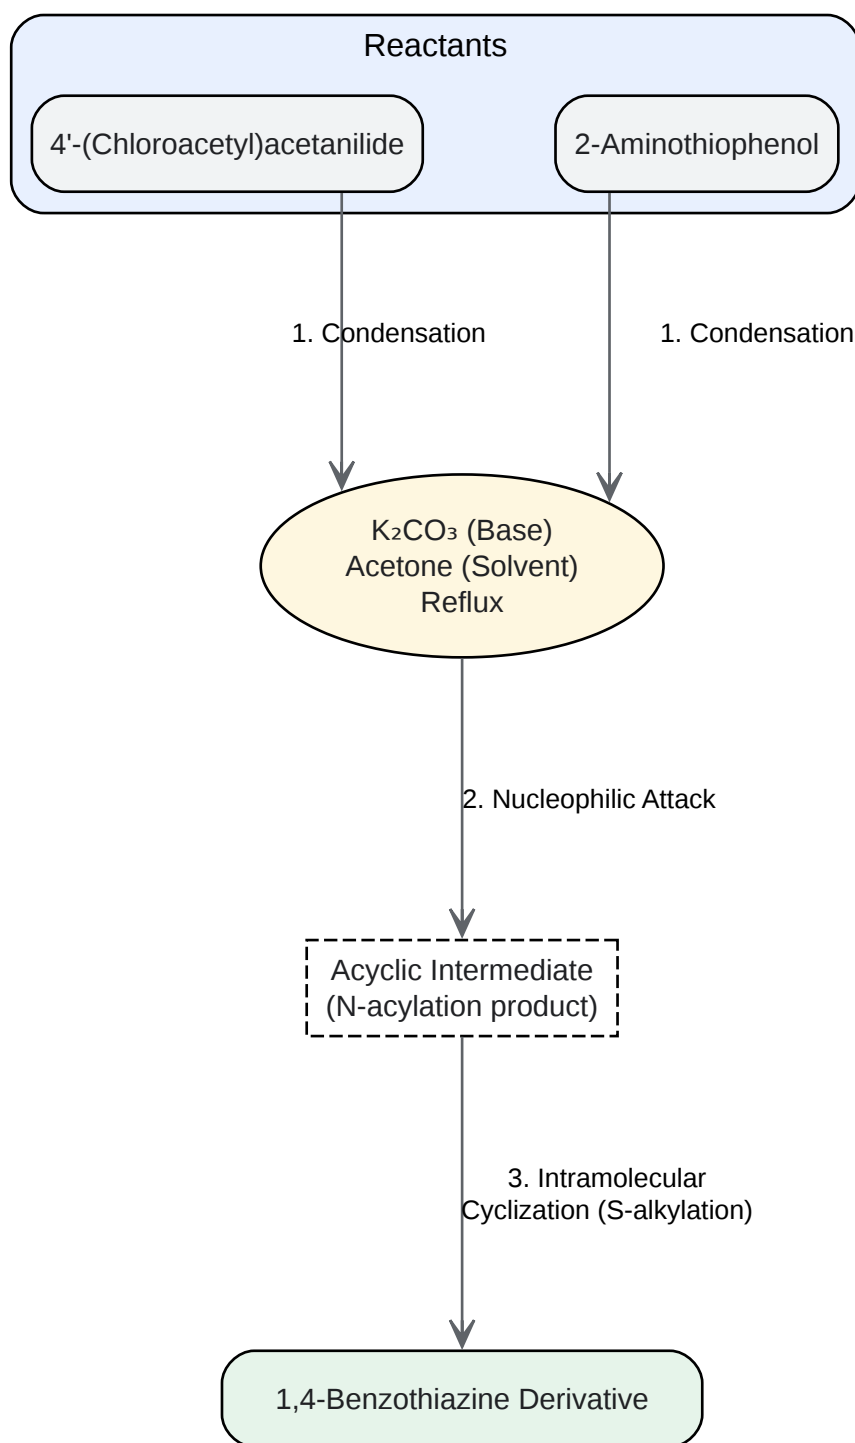 Reactants
4'-(Chloroacetyl)acetanilide
2-Aminothiophenol
1. Condensation
1. Condensation
K₂CO₃ (Base)
Acetone (Solvent)
Reflux
2. Nucleophilic Attack
Acyclic Intermediate
(N-acylation product)
3. Intramolecular
Cyclization (S-alkylation)
1,4-Benzothiazine Derivative